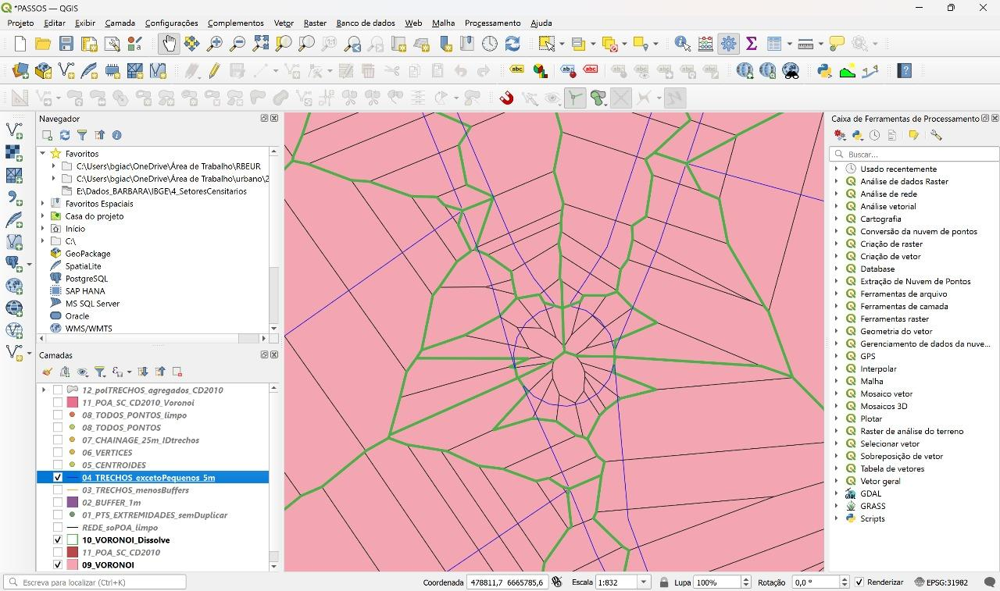 *PASSOS — QGIS
Projeto Editar Exibir Camada Configurações Complementos Vetor Raster Banco de dados Web Malha Processamento Ajuda
abc abc abc
Navegador
Favoritos
C:\Users\bgiac\OneDrive\Área de Trabalho\RBEUR
C:\Users\bgiac\OneDrive\Área de Trabalho\urbano\2
E:\Dados_BARBARA\IBGE\4_SetoresCensitarios
Favoritos Espaciais
Casa do projeto
Início
C:\
GeoPackage
SpatiaLite
PostgreSQL
SAP HANA
MS SQL Server
Oracle
WMS/WMTS
Camadas
12_polTRECHOS_agregados_CD2010
11_POA_SC_CD2010_Voronoi
08_TODOS_PONTOS_limpo
08_TODOS_PONTOS
07_CHAINAGE_25m_IDtrechos
06_VERTICES
05_CENTROIDES
04_TRECHOS_excetoPequenos_5m
03_TRECHOS_menosBuffers
02_BUFFER_1m
01_PTS_EXTREMIDADES_semDuplicar
REDE_soPOA_limpo
10_VORONOI_Dissolve
11_POA_SC_CD2010
09_VORONOI
Caixa de Ferramentas de Processamento
Buscar...
Usado recentemente
Análise de dados Raster
Análise de rede
Análise vetorial
Cartografia
Conversão da nuvem de pontos
Criação de raster
Criação de vetor
Database
Extração de Nuvem de Pontos
Ferramentas de arquivo
Ferramentas de camada
Ferramentas raster
Geometria do vetor
Gerenciamento de dados da nuve...
GPS
Interpolar
Malha
Mosaico vetor
Mosaicos 3D
Plotar
Raster de análise do terreno
Selecionar vetor
Sobreposição de vetor
Tabela de vetores
Vetor geral
GDAL
GRASS
Scripts
Escreva para localizar (Ctrl+K)
Coordenada 478811,7 6665785,6 Escala 1:832 Lupa 100% Rotação 0,0 ° Renderizar EPSG:31982